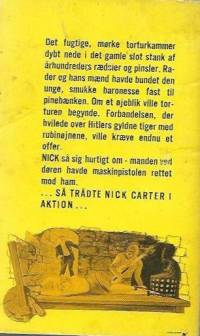 Det fugtige, mørke torturkammer
dybt nede i det gamle slot stank af
århundreders rædsler og pinsler. Ra-
der og hans mænd havde bundet den
unge, smukke baronesse fast til
pinebænken. Om et øjeblik ville tor-
turen begynde. Forbandelsen, der
hvilede over Hitlers gyldne tiger med
rubinøjnene, ville kræve endnu et
offer.
NICK så sig hurtigt om - manden ved
døren havde maskinpistolen rettet
mod ham.
... SÅ TRÅDTE NICK CARTER I
AKTION ...